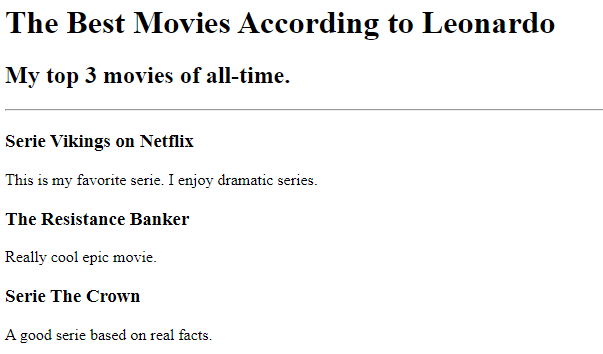 The Best Movies According to Leonardo
My top 3 movies of all-time.
Serie Vikings on Netflix
This is my favorite serie. I enjoy dramatic series.
The Resistance Banker
Really cool epic movie.
Serie The Crown
A good serie based on real facts.